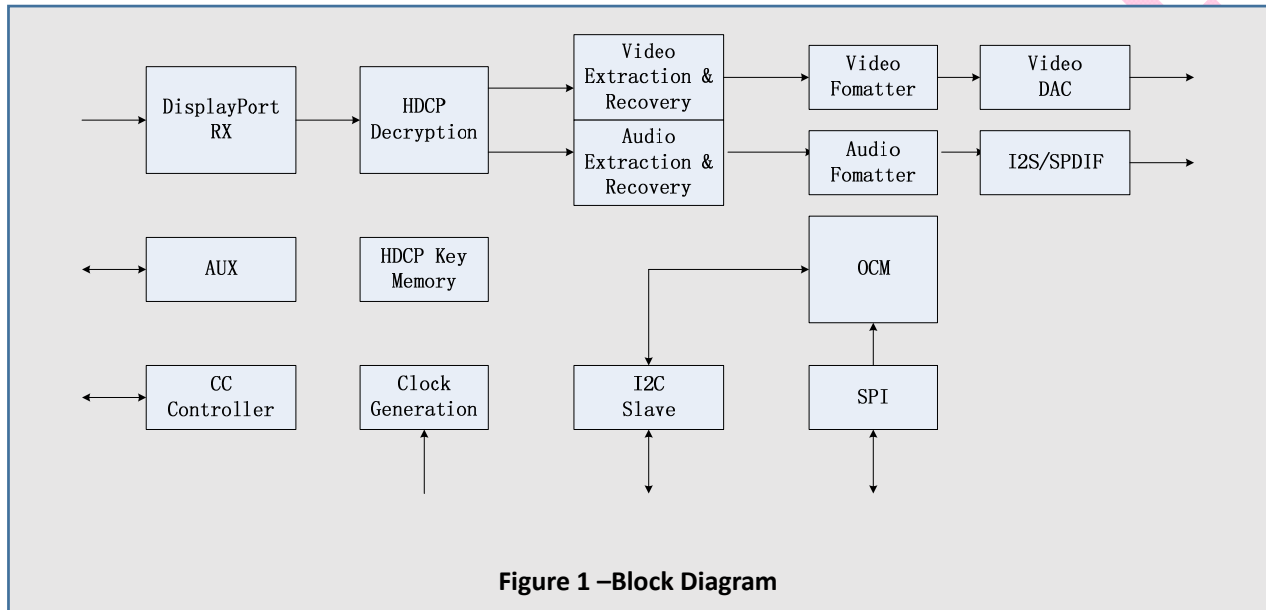 DisplayPort
RX
HDCP
Decryption
Video
Extraction &
Recovery
Audio
Extraction &
Recovery
Video
Fomatter
Video
DAC
Audio
Fomatter
I2S/SPDIF
AUX
HDCP Key
Memory
OCM
CC
Controller
Clock
Generation
I2C
Slave
SPI
Figure 1 –Block Diagram